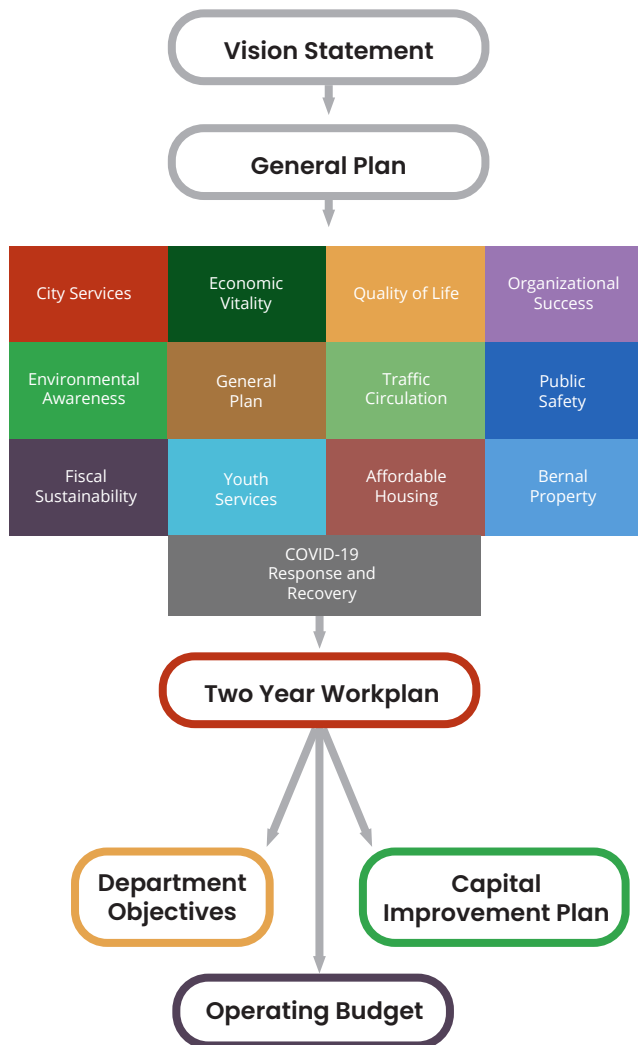 Vision Statement
General Plan
City Services
Economic
Vitality
Quality of Life
Organizational
Success
Environmental
Awareness
General
Plan
Traffic
Circulation
Public
Safety
Fiscal
Sustainability
Youth
Services
Affordable
Housing
Bernal
Property
COVID-19
Response and
Recovery
Two Year Workplan
Department
Objectives
Capital
Improvement Plan
Operating Budget